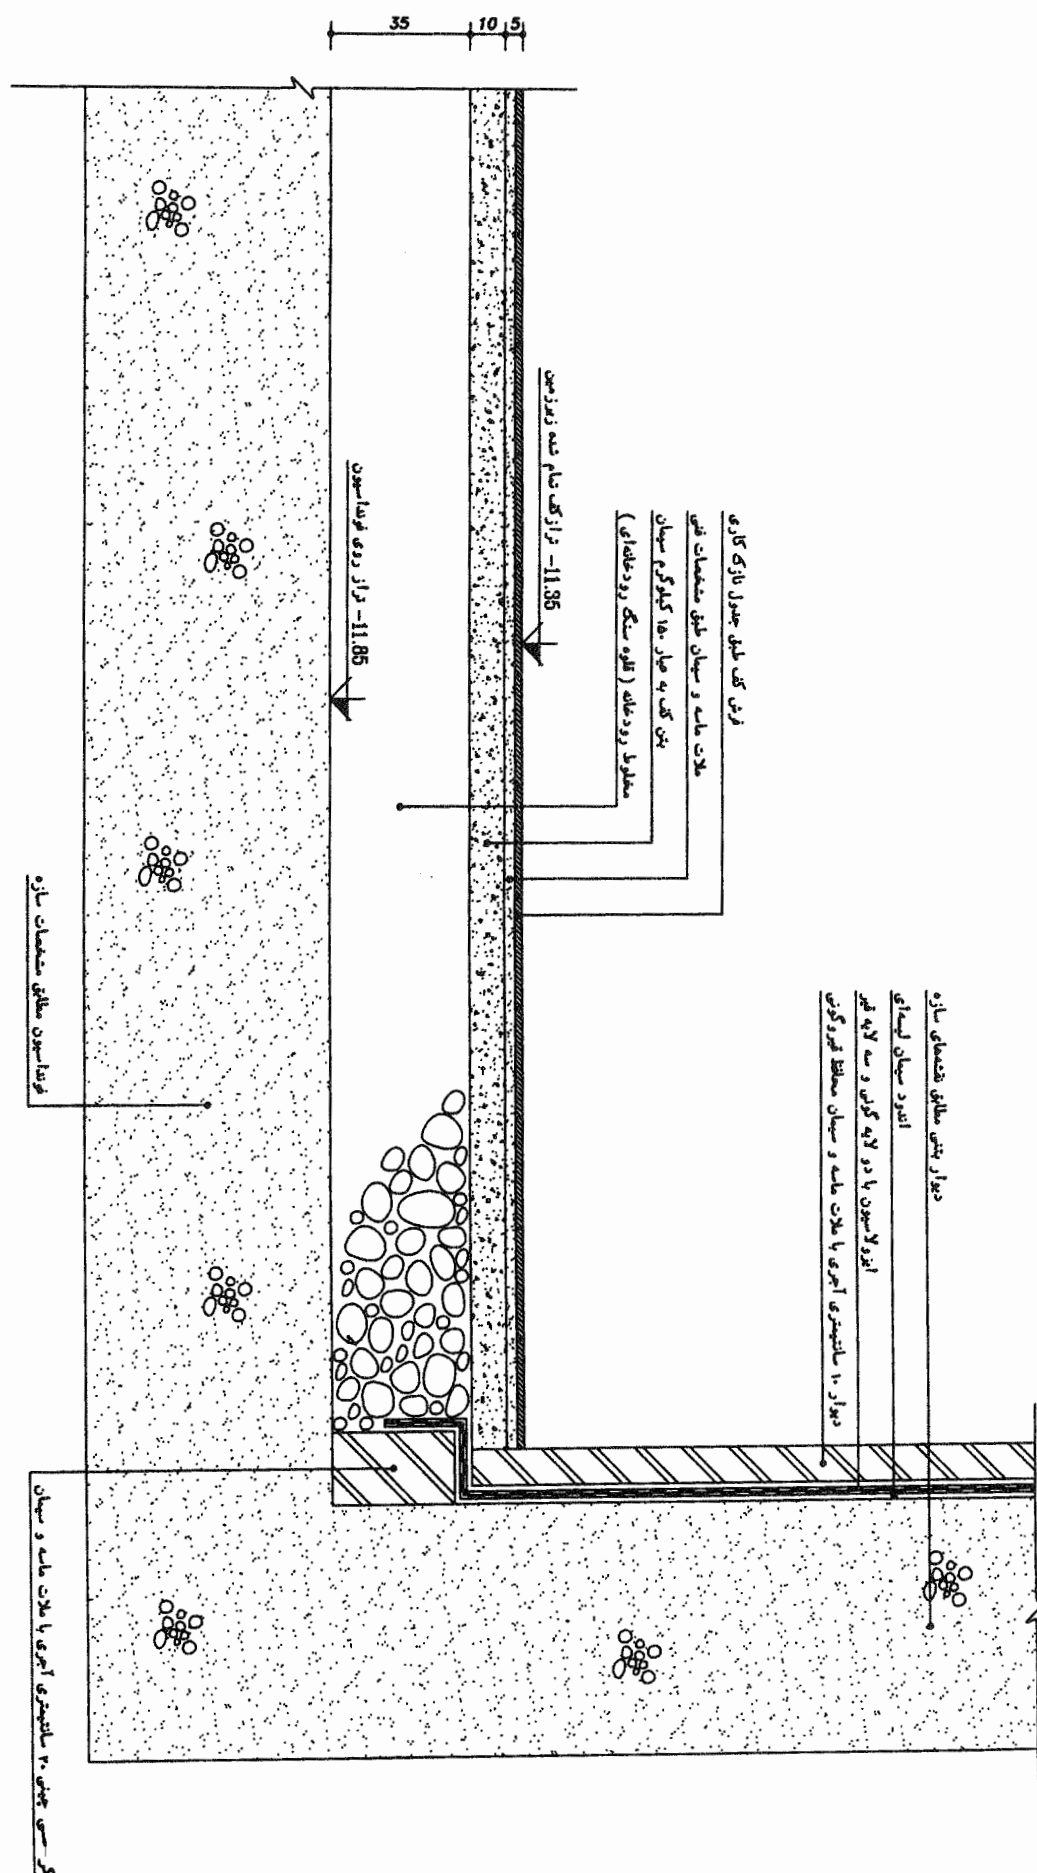 35
10
5
تراز کف تمام شده زیرزمین -11.35
تراز روی فونداسیون -11.85
فرش کف طبق جدول نازک کاری
ملات ماسه و سیمان طبق مشخصات فنی
بتن کف به عیار ۱۵۰ کیلوگرم سیمان
مخلوط رودخانه ( قلوه سنگ رودخانه‌ای )
دیوار بتنی مطابق نقشه‌های سازه
اندود سیمان لیسه‌ای
ایزولاسیون با دو لایه گونی و سه لایه قیر
دیوار ۱۰ سانتیمتری آجری با ملات ماسه و سیمان محافظ قیروگونی
فونداسیون مطابق مشخصات سازه
کرسی چینی ۲۰ سانتیمتری آجری با ملات ماسه و سیمان